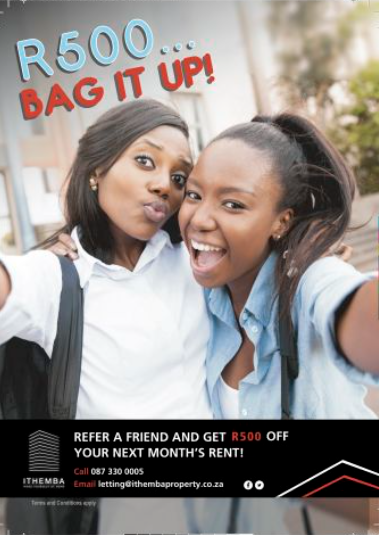 R500...
BAG IT UP!
REFER A FRIEND AND GET R500 OFF
YOUR NEXT MONTH'S RENT!
Call 087 330 0005
Email letting@ithembaproperty.co.za
ITHEMBA
Terms and Conditions apply